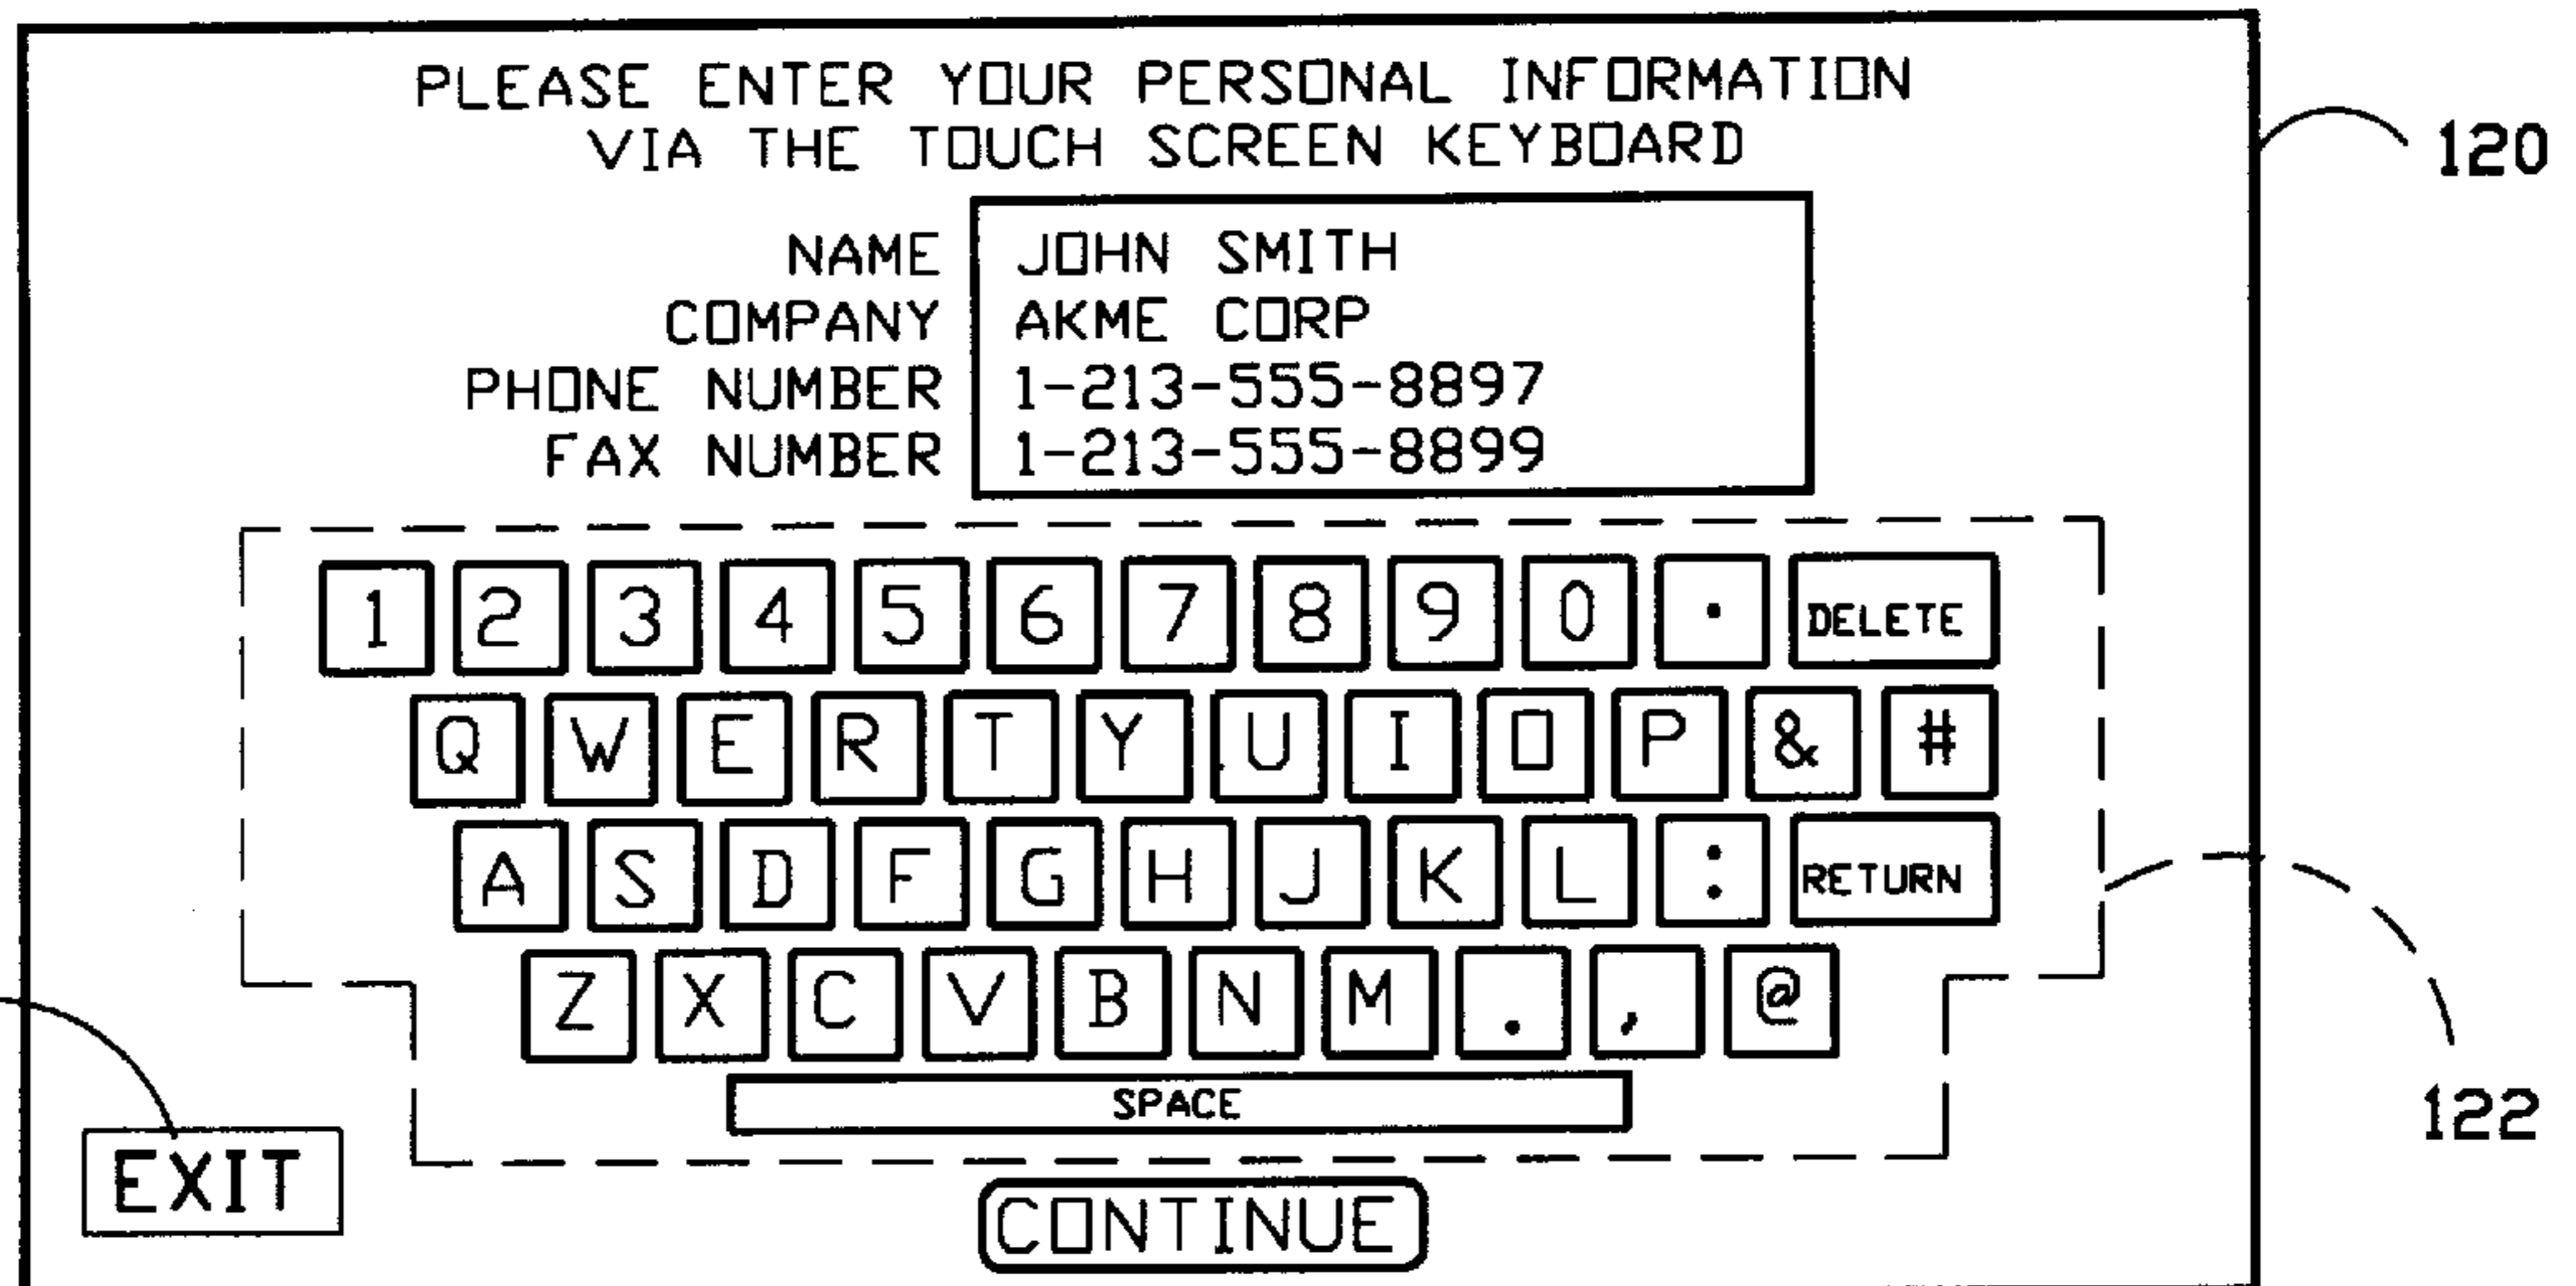 PLEASE ENTER YOUR PERSONAL INFORMATION
VIA THE TOUCH SCREEN KEYBOARD
120
NAME JOHN SMITH
COMPANY AKME CORP
PHONE NUMBER 1-213-555-8897
FAX NUMBER 1-213-555-8899
1 2 3 4 5 6 7 8 9 0 · DELETE
Q W E R T Y U I O P & #
A S D F G H J K L : RETURN
Z X C V B N M . , @
SPACE
122
EXIT
CONTINUE